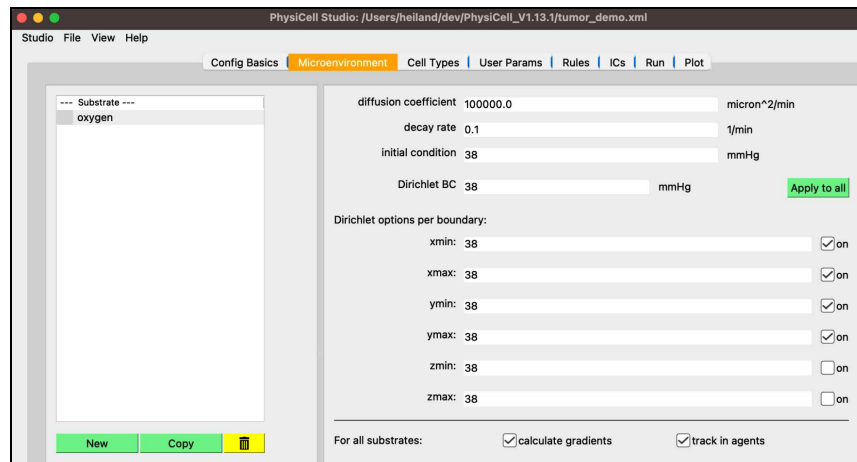 PhysiCell Studio: /Users/heiland/dev/PhysiCell_V1.13.1/tumor_demo.xml
Studio File View Help
Config Basics Microenvironment Cell Types User Params Rules ICs Run Plot
--- Substrate ---
oxygen
New Copy
diffusion coefficient 100000.0 micron^2/min
decay rate 0.1 1/min
initial condition 38 mmHg
Dirichlet BC 38 mmHg Apply to all
Dirichlet options per boundary:
xmin: 38 on
xmax: 38 on
ymin: 38 on
ymax: 38 on
zmin: 38 on
zmax: 38 on
For all substrates: calculate gradients track in agents